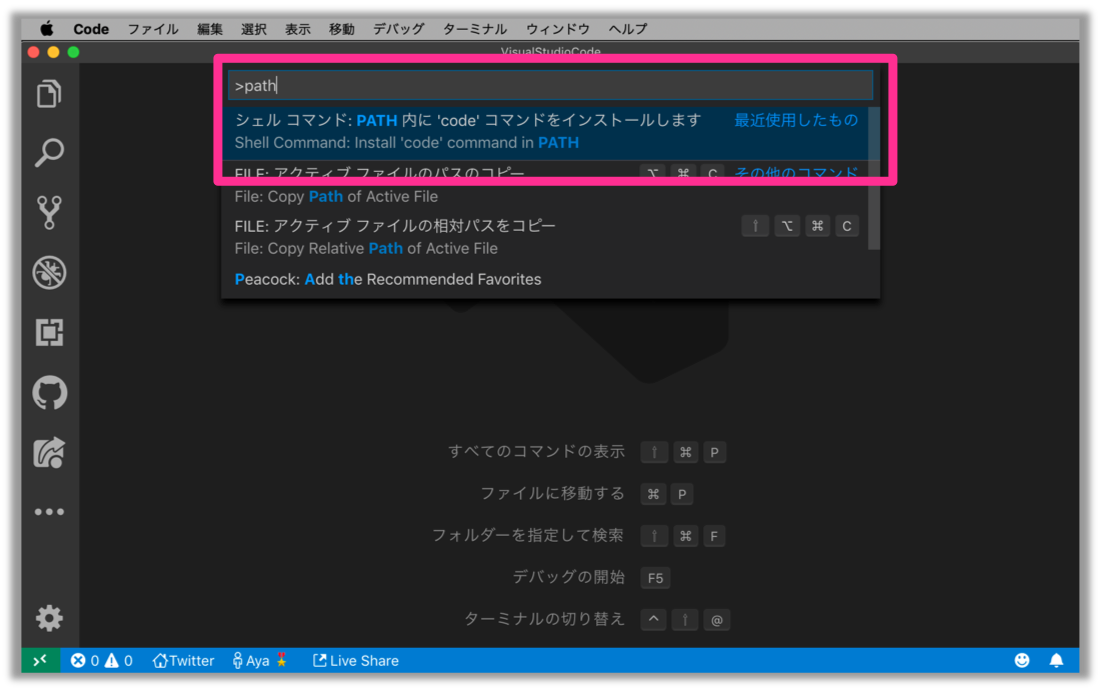 Code ファイル 編集 選択 表示 移動 デバッグ ターミナル ウィンドウ ヘルプ
VisualStudioCode
>path
シェル コマンド: PATH 内に 'code' コマンドをインストールします 最近使用したもの
Shell Command: Install 'code' command in PATH
FILE: アクティブ ファイルのパスのコピー ⌥ ⌘ C その他のコマンド
File: Copy Path of Active File
FILE: アクティブ ファイルの相対パスをコピー ⇧ ⌥ ⌘ C
File: Copy Relative Path of Active File
Peacock: Add the Recommended Favorites
すべてのコマンドの表示 ⇧ ⌘ P
ファイルに移動する ⌘ P
フォルダーを指定して検索 ⇧ ⌘ F
デバッグの開始 F5
ターミナルの切り替え ^ ⇧ @
0 0 Twitter Aya Live Share